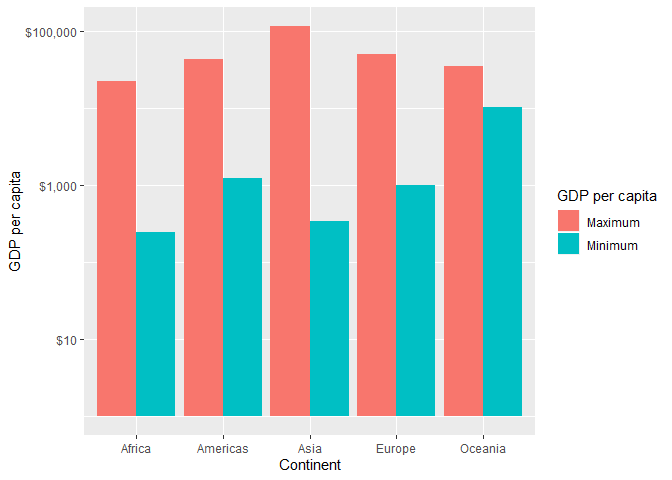 $100,000
$1,000
$10
GDP per capita
Africa
Americas
Asia
Europe
Oceania
Continent
GDP per capita
Maximum
Minimum